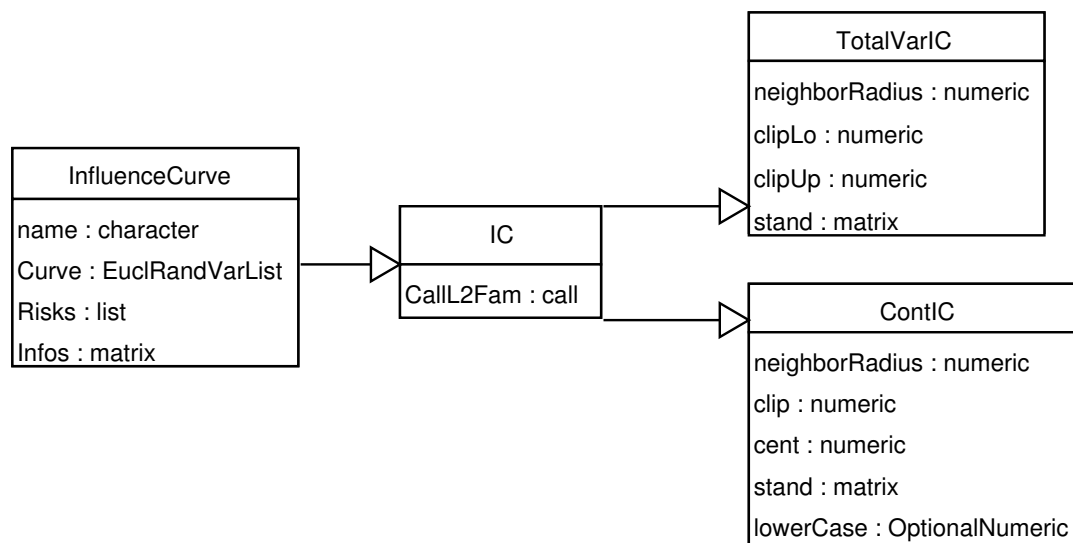 InfluenceCurve
name : character
Curve : EuclRandVarList
Risks : list
Infos : matrix
IC
CallL2Fam : call
TotalVarIC
neighborRadius : numeric
clipLo : numeric
clipUp : numeric
stand : matrix
ContIC
neighborRadius : numeric
clip : numeric
cent : numeric
stand : matrix
lowerCase : OptionalNumeric